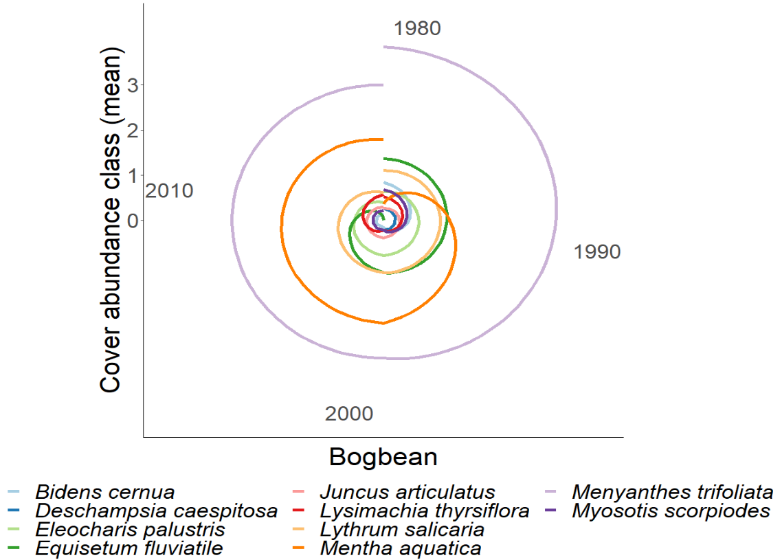 1980
Cover abundance class (mean)
3
2
1
0
2010
1990
2000
Bogbean
Bidens cernua
Deschampsia caespitosa
Eleocharis palustris
Equisetum fluviatile
Juncus articulatus
Lysimachia thyrsiflora
Lythrum salicaria
Mentha aquatica
Menyanthes trifoliata
Myosotis scorpiodes